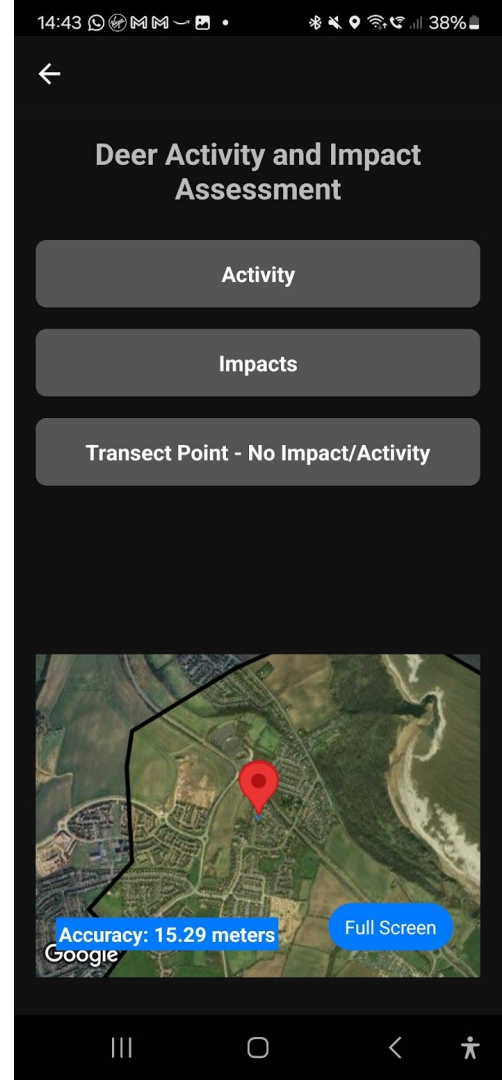 14:43
38%
Deer Activity and Impact
Assessment
Activity
Impacts
Transect Point - No Impact/Activity
Accuracy: 15.29 meters
Full Screen
Google